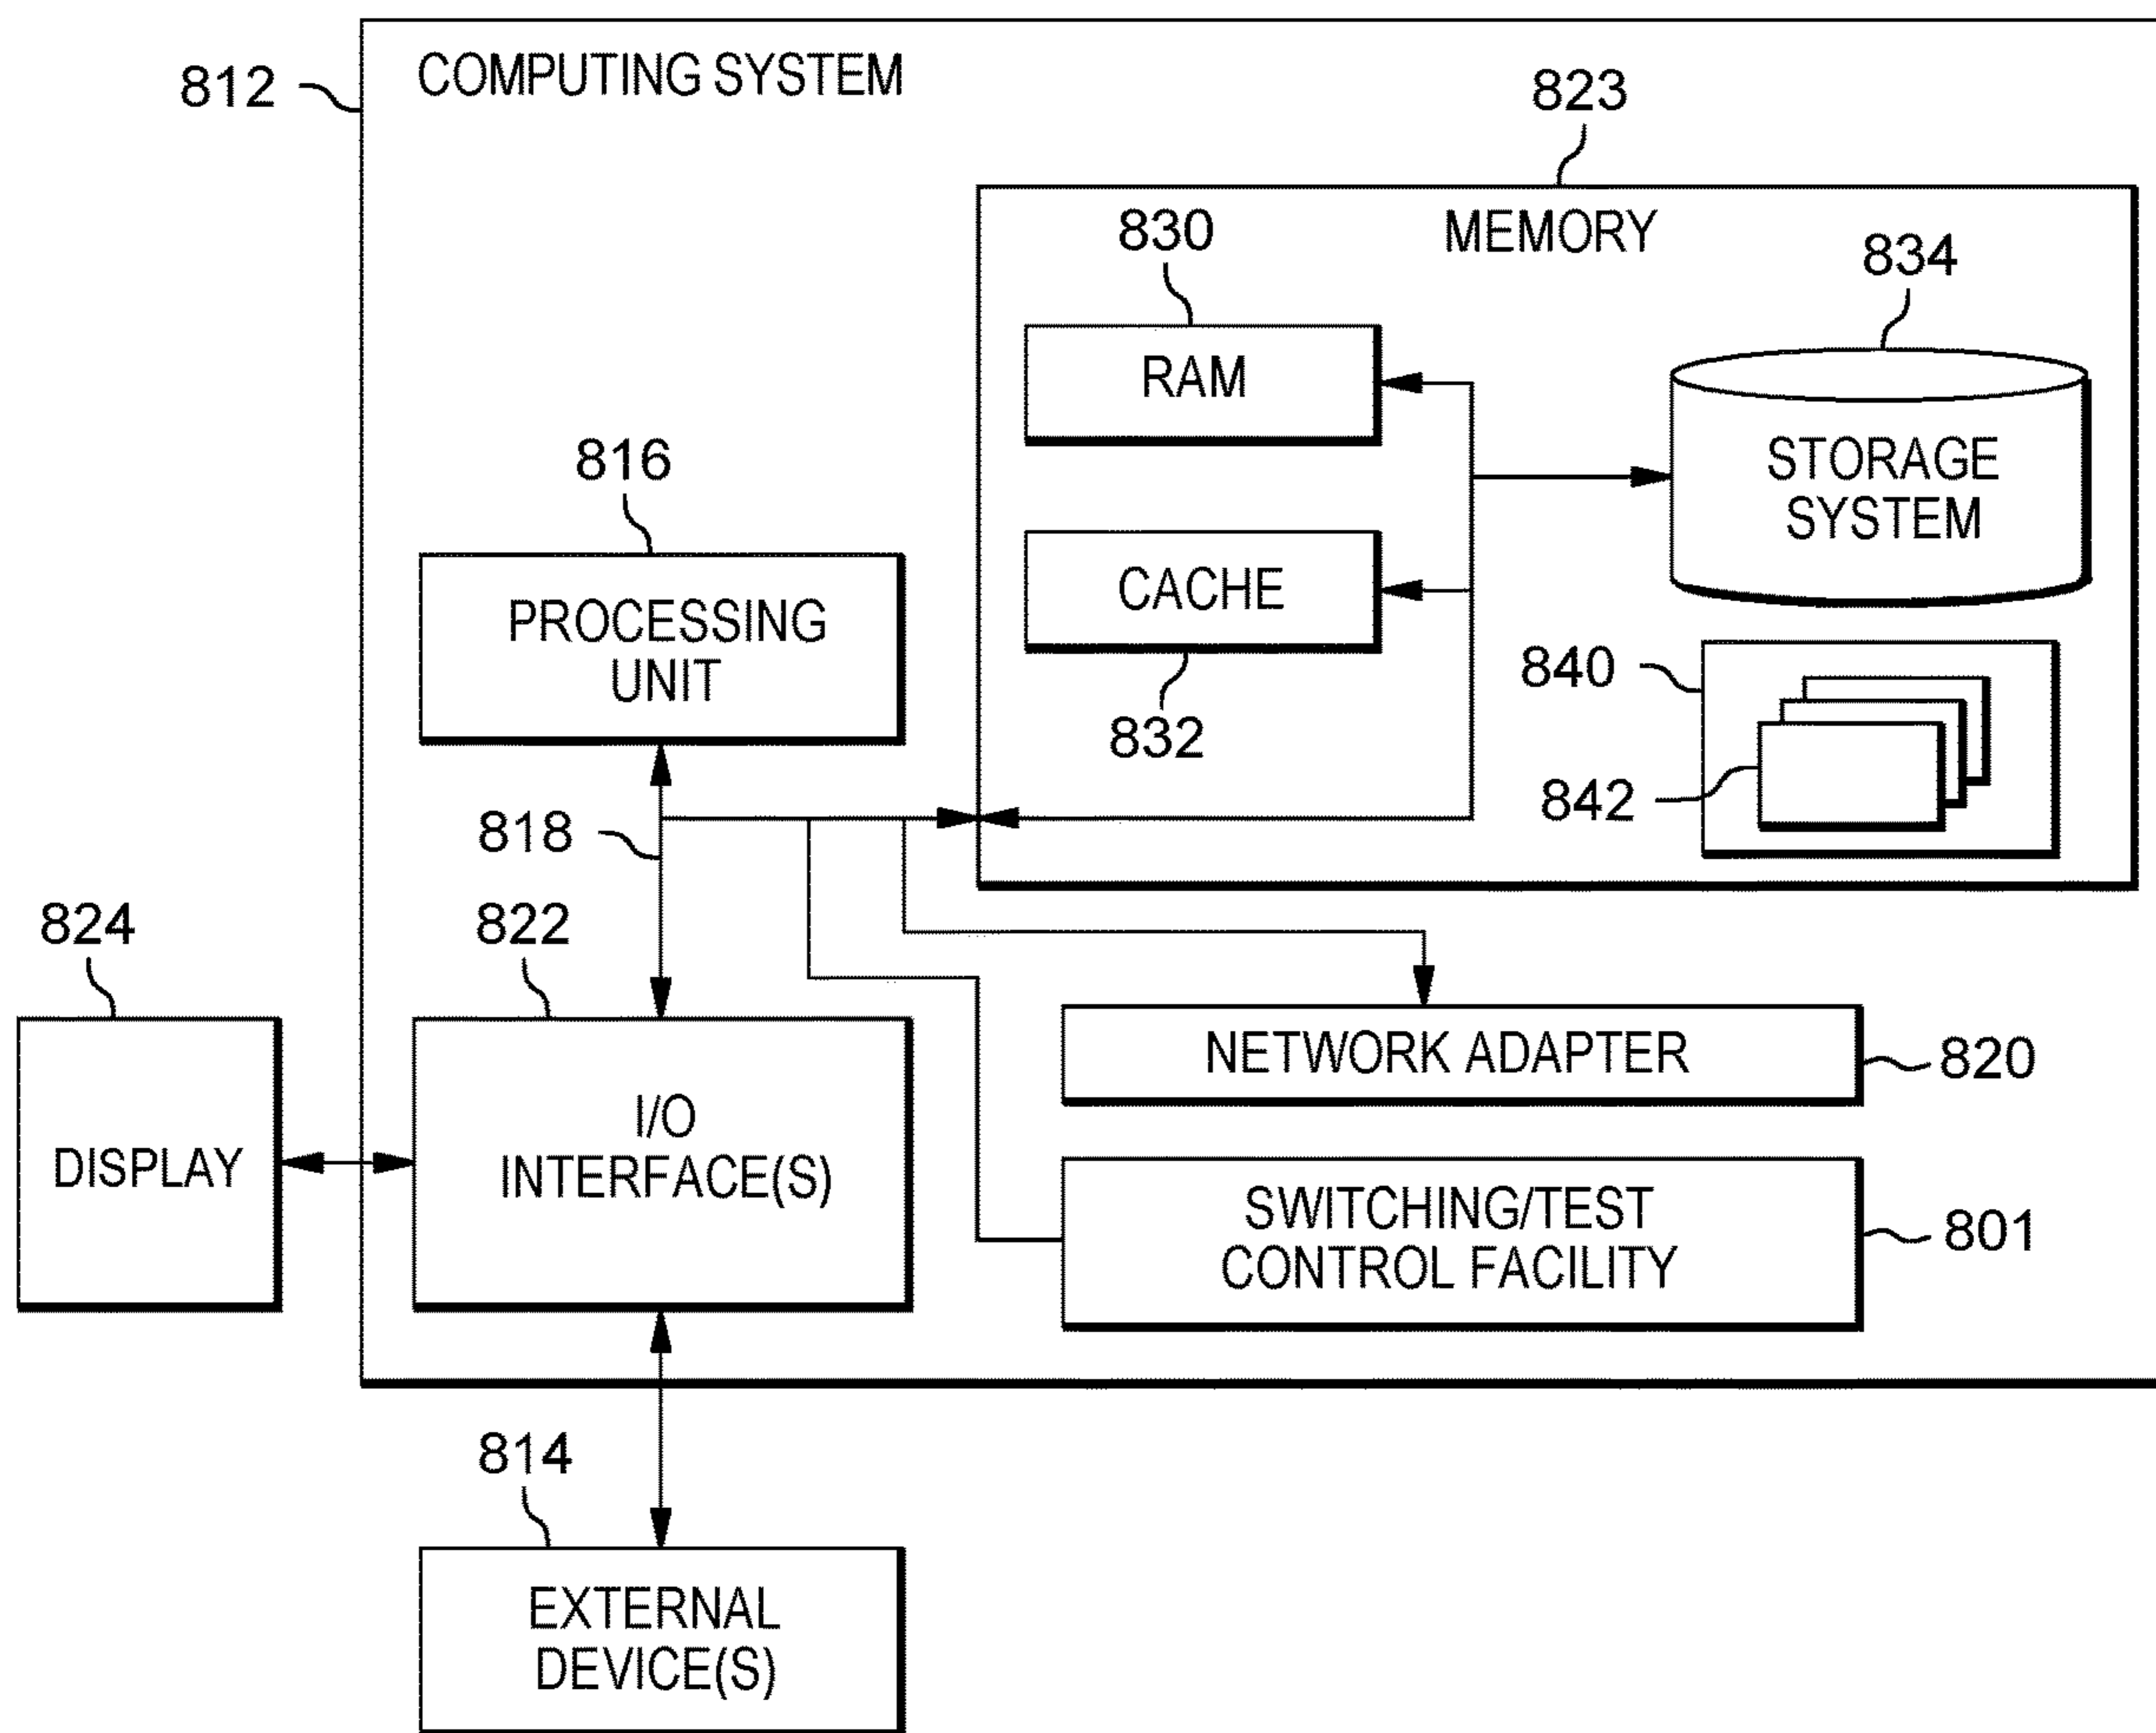 812
COMPUTING SYSTEM
823
MEMORY
830
834
RAM
STORAGE
SYSTEM
816
CACHE
PROCESSING
UNIT
832
840
842
818
824
822
NETWORK ADAPTER
820
I/O
INTERFACE(S)
DISPLAY
SWITCHING/TEST
CONTROL FACILITY
801
814
EXTERNAL
DEVICE(S)